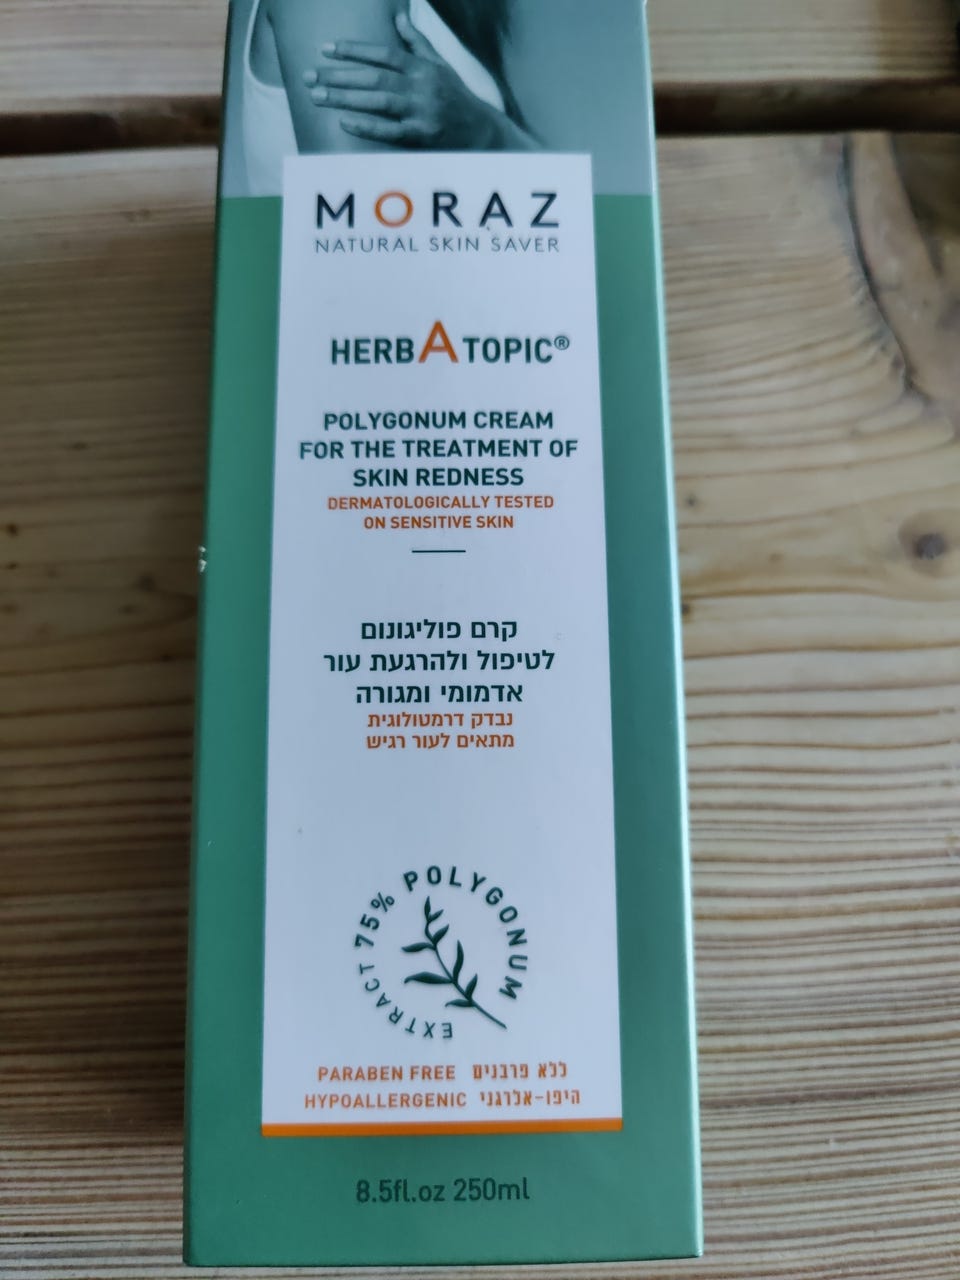 MORAZ
NATURAL SKIN SAVER
HERBATOPIC®
POLYGONUM CREAM
FOR THE TREATMENT OF
SKIN REDNESS
DERMATOLOGICALLY TESTED
ON SENSITIVE SKIN
קרם פוליגונום
לטיפול ולהרגעת עור
אדמומי ומגורה
נבדק דרמטולוגית
מתאים לעור רגיש
75% POLYGONUM EXTRACT
PARABEN FREE ללא פרבנים
HYPOALLERGENIC היפו-אלרגני
8.5fl.oz 250ml